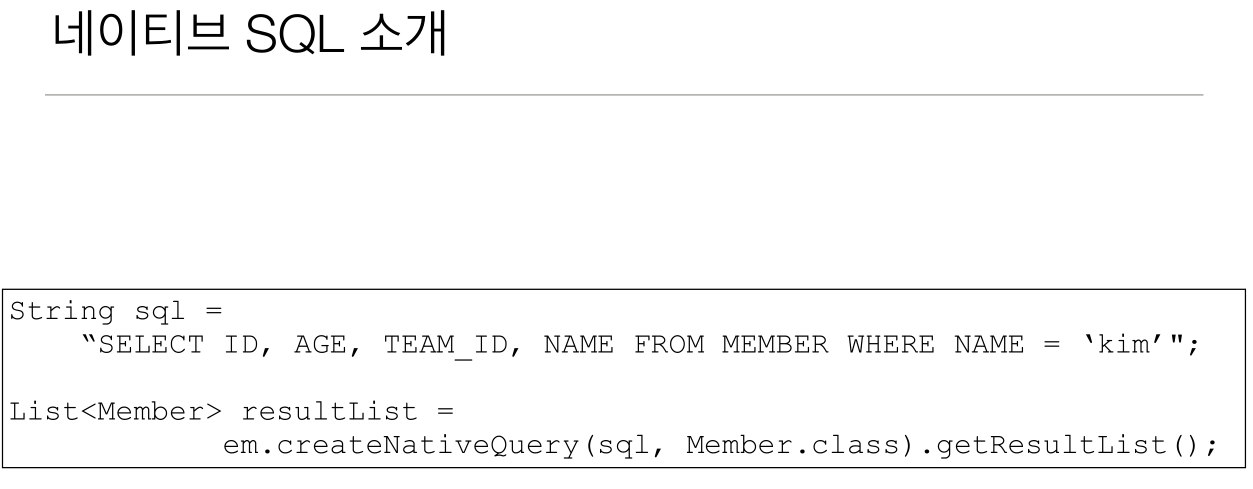 네이티브 SQL 소개
String sql =
“SELECT ID, AGE, TEAM_ID, NAME FROM MEMBER WHERE NAME = ‘kim’";
List<Member> resultList =
em.createNativeQuery(sql, Member.class).getResultList();